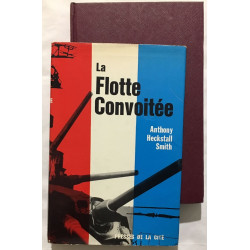 La
Flotte
Convoitée
Anthony
Heckstall
Smith
PRESSES DE LA CITÉ